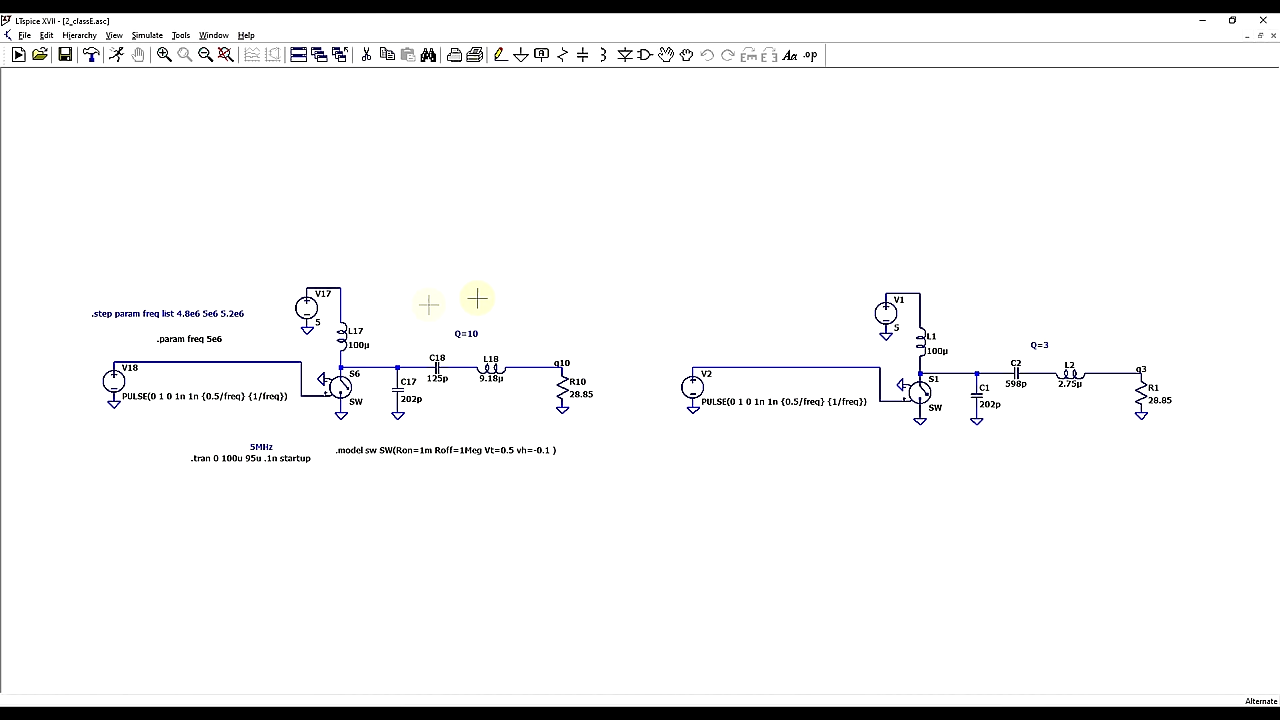 LTspice XVII - [2_classE.asc]
File Edit Hierarchy View Simulate Tools Window Help
.op
.step param freq list 4.8e6 5e6 5.2e6
.param freq 5e6
V17
5
L17
100µ
Q=10
V18
PULSE(0 1 0 1n 1n {0.5/freq} {1/freq})
S6
SW
C17
202p
C18
125p
L18
9.18µ
q10
R10
28.85
5MHz
.tran 0 100u 95u .1n startup
.model sw SW(Ron=1m Roff=1Meg Vt=0.5 vh=-0.1 )
V1
5
L1
100µ
Q=3
V2
PULSE(0 1 0 1n 1n {0.5/freq} {1/freq})
S1
SW
C1
202p
C2
598p
L2
2.75µ
q3
R1
28.85
Alternate